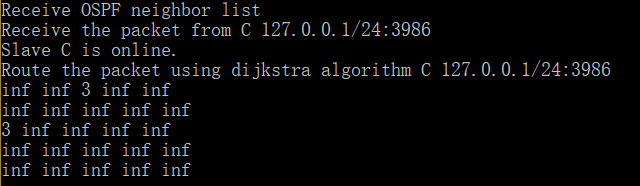 Receive OSPF neighbor list
Receive the packet from C 127.0.0.1/24:3986
Slave C is online.
Route the packet using dijkstra algorithm C 127.0.0.1/24:3986
inf inf 3 inf inf
inf inf inf inf inf
3 inf inf inf inf
inf inf inf inf inf
inf inf inf inf inf